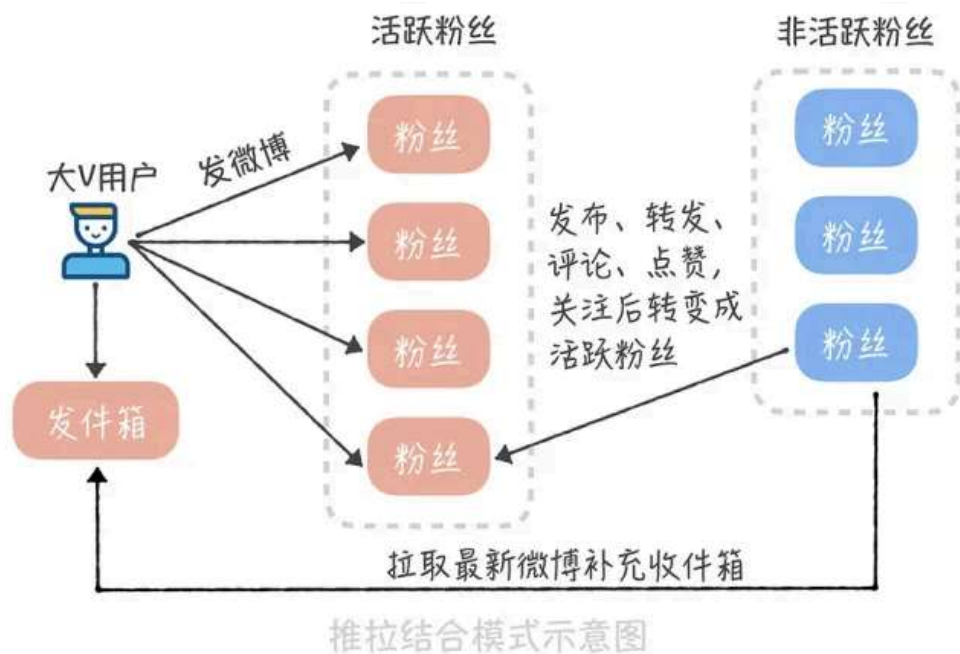 活跃粉丝
非活跃粉丝
粉丝
粉丝
发微博
大V用户
粉丝
粉丝
发布、转发、
评论、点赞,
关注后转变成
活跃粉丝
粉丝
粉丝
发件箱
粉丝
拉取最新微博补充收件箱
推拉结合模式示意图